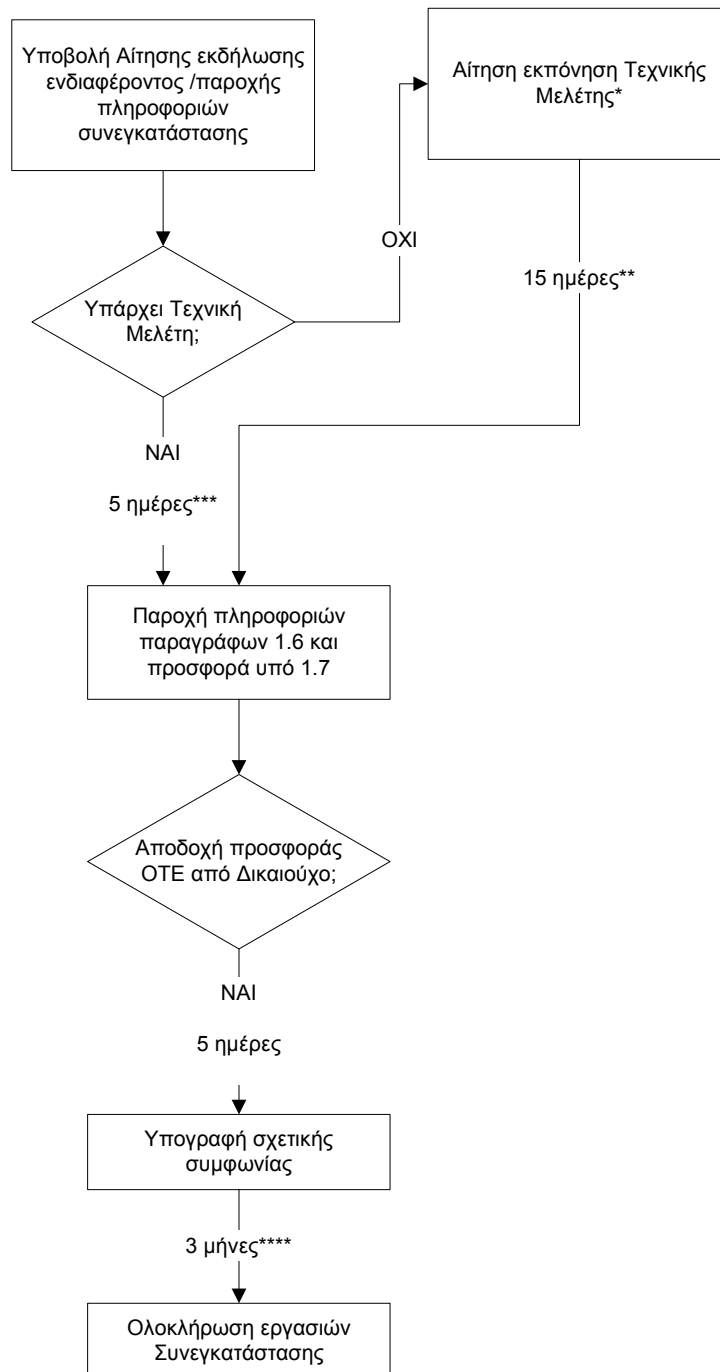 Υποβολή Αίτησης εκδήλωσης
ενδιαφέροντος /παροχής
πληροφοριών
συνεγκατάστασης
Αίτηση εκπόνηση Τεχνικής
Μελέτης*
ΟΧΙ
15 ημέρες**
Υπάρχει Τεχνική
Μελέτη;
ΝΑΙ
5 ημέρες***
Παροχή πληροφοριών
παραγράφων 1.6 και
προσφορά υπό 1.7
Αποδοχή προσφοράς
ΟΤΕ από Δικαιούχο;
ΝΑΙ
5 ημέρες
Υπογραφή σχετικής
συμφωνίας
3 μήνες****
Ολοκλήρωση εργασιών
Συνεγκατάστασης